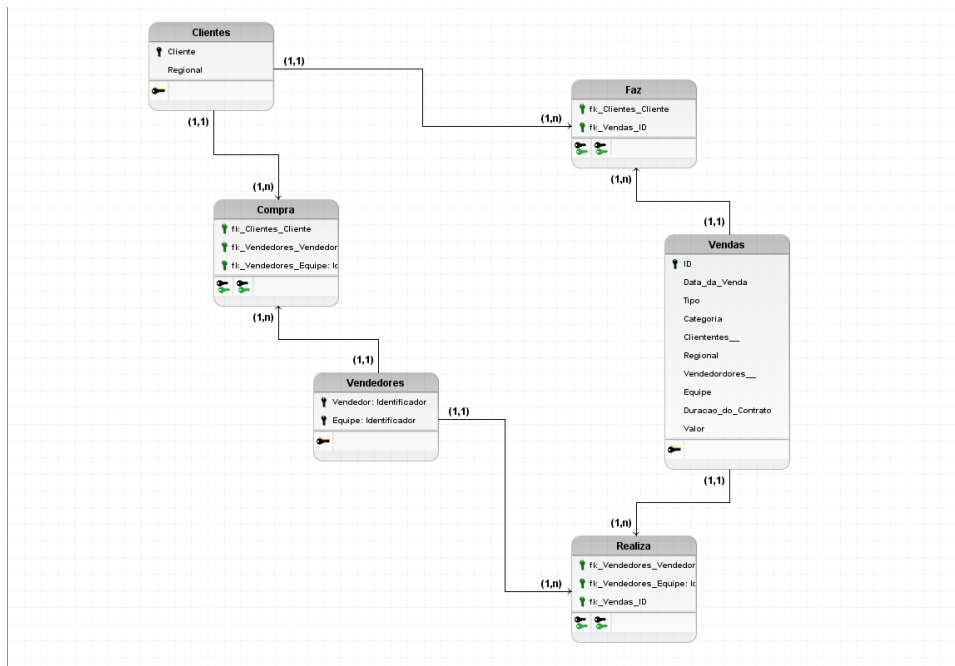 Clientes
Cliente
Regional
(1,1)
(1,1)
(1,n)
Faz
fk_Clientes_Cliente
fk_Vendas_ID
(1,n)
(1,n)
Compra
fk_Clientes_Cliente
fk_Vendedores_Vendedor
fk_Vendedores_Equipe: Id
(1,n)
(1,1)
(1,1)
Vendas
ID
Data_da_Venda
Tipo
Categoria
Cliententes__
Regional
Vendedordores__
Equipe
Duracao_do_Contrato
Valor
Vendedores
Vendedor: Identificador
Equipe: Identificador
(1,1)
(1,1)
(1,n)
(1,n)
Realiza
fk_Vendedores_Vendedor
fk_Vendedores_Equipe: Id
fk_Vendas_ID